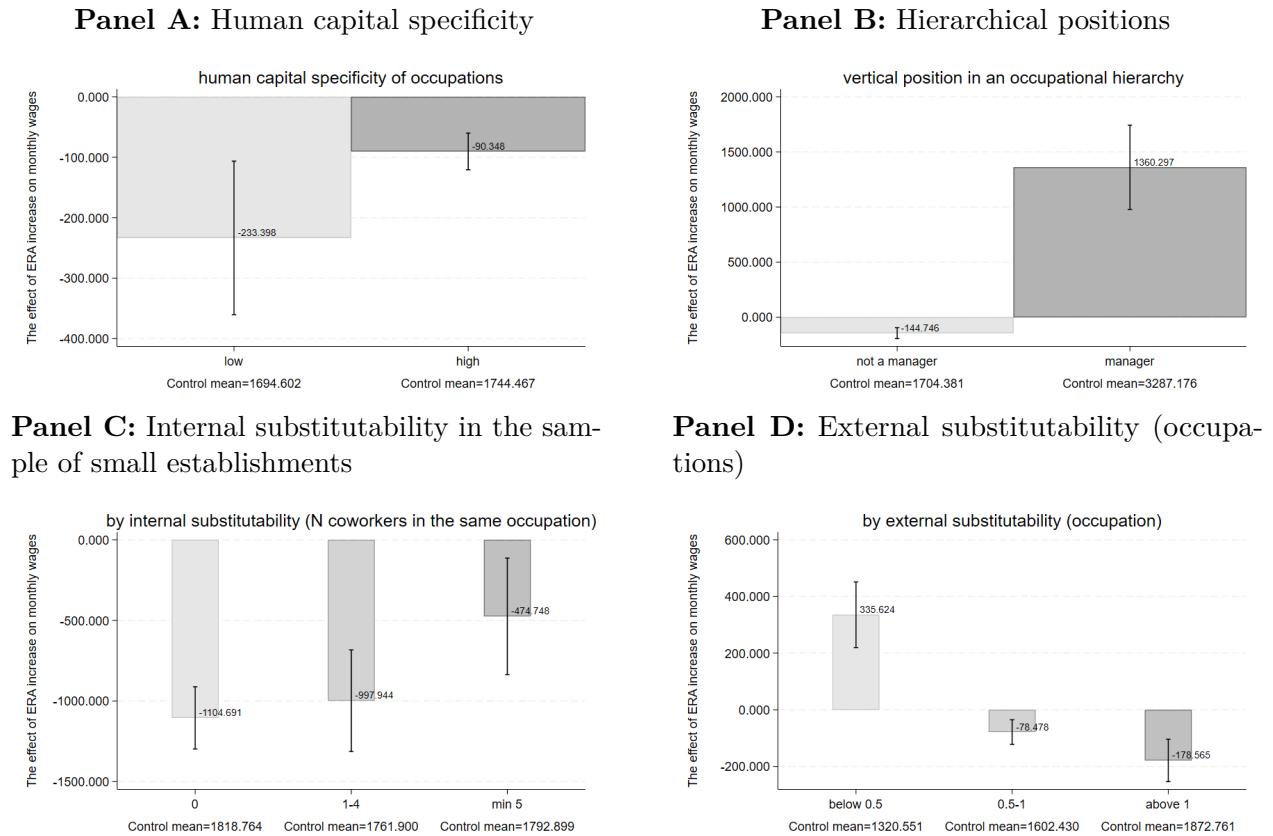 Panel A: Human capital specificity
human capital specificity of occupations
The effect of ERA increase on monthly wages
0.000
-100.000
-200.000
-300.000
-400.000
-233.398
-90.348
low
high
Control mean=1694.602
Control mean=1744.467
Panel B: Hierarchical positions
vertical position in an occupational hierarchy
The effect of ERA increase on monthly wages
2000.000
1500.000
1000.000
500.000
0.000
-144.746
1360.297
not a manager
manager
Control mean=1704.381
Control mean=3287.176
Panel C: Internal substitutability in the sam-
ple of small establishments
by internal substitutability (N coworkers in the same occupation)
The effect of ERA increase on monthly wages
0.000
-500.000
-1000.000
-1500.000
-1104.691
-997.944
-474.748
0
1-4
min 5
Control mean=1818.764
Control mean=1761.900
Control mean=1792.899
Panel D: External substitutability (occupa-
tions)
by external substitutability (occupation)
The effect of ERA increase on monthly wages
600.000
400.000
200.000
0.000
-200.000
335.624
-78.478
-178.565
below 0.5
0.5-1
above 1
Control mean=1320.551
Control mean=1602.430
Control mean=1872.761